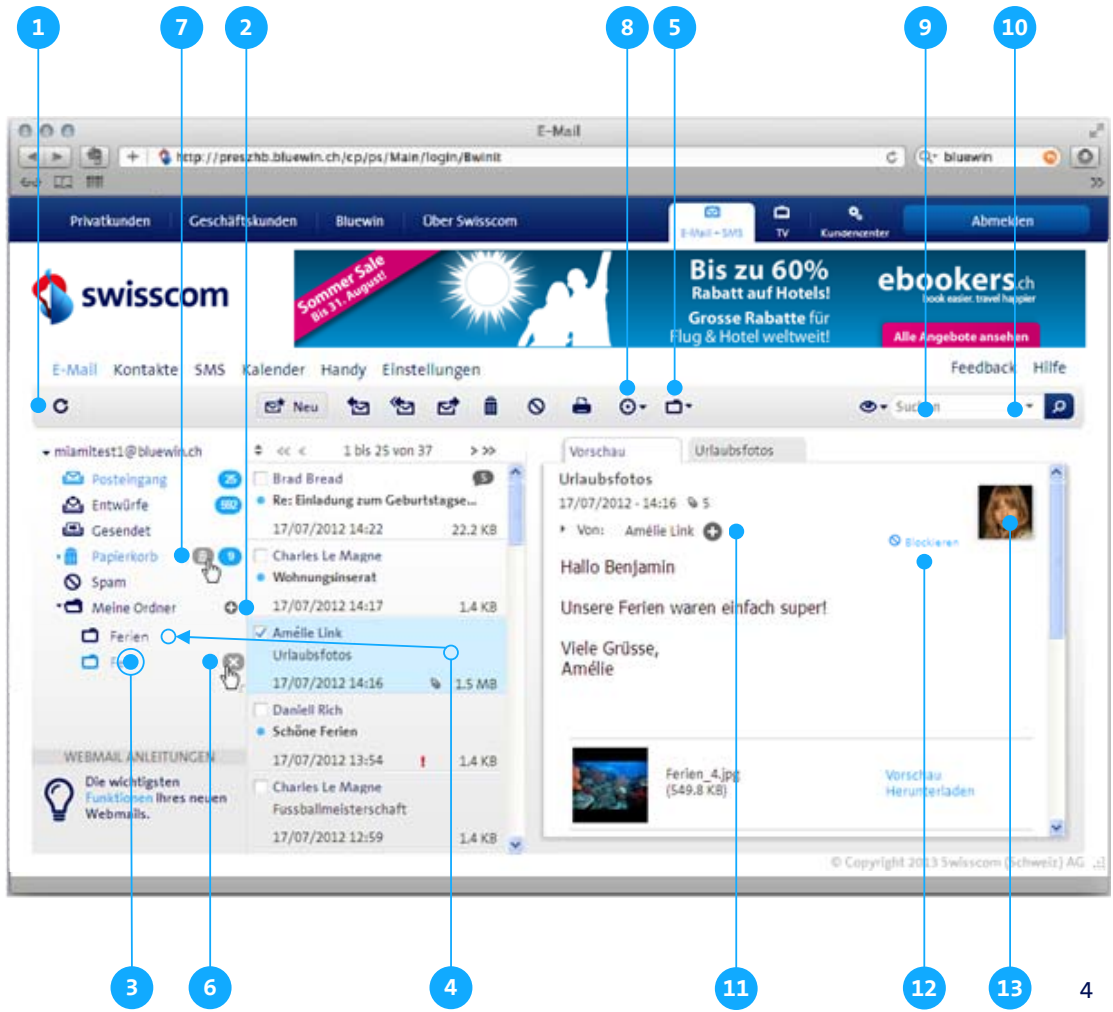 1 7 2 8 5 9 10
E-Mail
http://preszhb.bluewin.ch/cp/ps/Main/login/BwInit
bluewin
Privatkunden Geschäftskunden Bluewin Über Swisscom
E-Mail + SMS TV Kundencenter Abmelden
swisscom
Sommer Sale
Bis 31. August!
Bis zu 60%
Rabatt auf Hotels!
Grosse Rabatte für
Flug & Hotel weltweit!
ebookers.ch
book easier. travel happier
Alle Angebote ansehen
E-Mail Kontakte SMS Kalender Handy Einstellungen
Feedback Hilfe
Neu
miamitest1@bluewin.ch
Posteingang 25
Entwürfe 592
Gesendet
Papierkorb 9
Spam
Meine Ordner
Ferien
WEBMAIL ANLEITUNGEN
Die wichtigsten
Funktionen Ihres neuen
Webmails.
<< < 1 bis 25 von 37 > >>
Brad Bread 5
Re: Einladung zum Geburtstagse...
17/07/2012 14:22 22.2 KB
Charles Le Magne
Wohnungsinserat
17/07/2012 14:17 1.4 KB
Amélie Link
Urlaubsfotos
17/07/2012 14:16 1.5 MB
Daniell Rich
Schöne Ferien
17/07/2012 13:54 ! 1.4 KB
Charles Le Magne
Fussballmeisterschaft
17/07/2012 12:59 1.4 KB
Vorschau Urlaubsfotos
Urlaubsfotos
17/07/2012 - 14:16 5
Von: Amélie Link
Blockieren
Hallo Benjamin
Unsere Ferien waren einfach super!
Viele Grüsse,
Amélie
Ferien_4.jpg
(549.8 KB)
Vorschau
Herunterladen
© Copyright 2013 Swisscom (Schweiz) AG
3 6 4 11 12 13
4